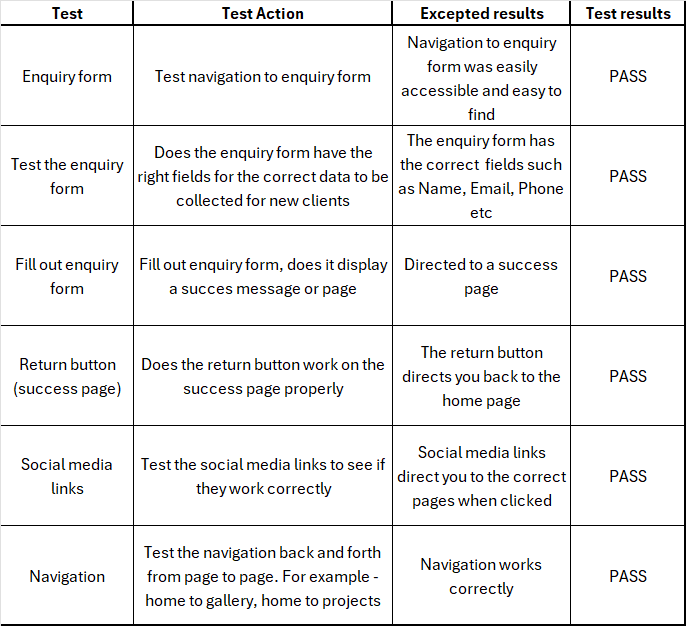 Test Test Action Excepted results Test results
Enquiry form
Test navigation to enquiry form
Navigation to enquiry
form was easily
accessible and easy to
find
PASS
Test the enquiry
form
Does the enquiry form have the
right fields for the correct data to be
collected for new clients
The enquiry form has
the correct fields such
as Name, Email, Phone
etc
PASS
Fill out enquiry
form
Fill out enquiry form, does it display
a succes message or page
Directed to a success
page
PASS
Return button
(success page)
Does the return button work on the
success page properly
The return button
directs you back to the
home page
PASS
Social media
links
Test the social media links to see if
they work correctly
Social media links
direct you to the correct
pages when clicked
PASS
Navigation
Test the navigation back and forth
from page to page. For example -
home to gallery, home to projects
Navigation works
correctly
PASS